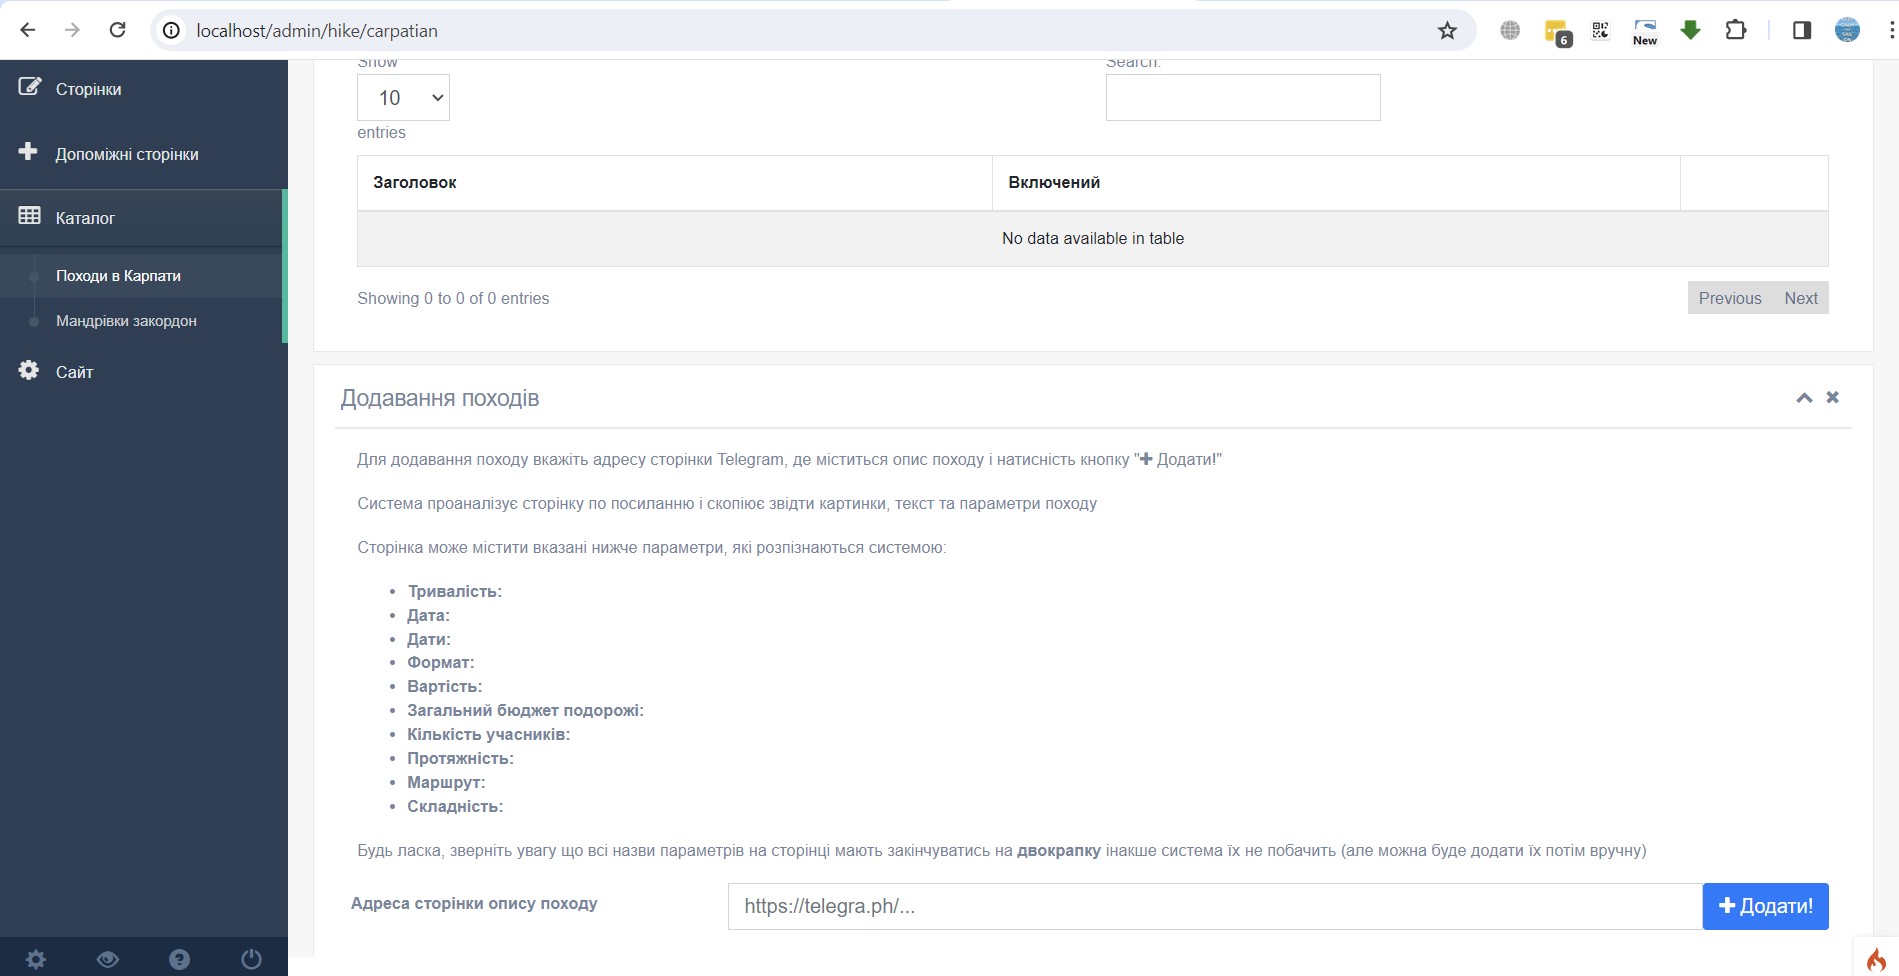 localhost/admin/hike/carpatian
6
New
Сторінки
Допоміжні сторінки
Каталог
Походи в Карпати
Мандрівки закордон
Сайт
Show
10
entries
Search:
Заголовок
Включений
No data available in table
Showing 0 to 0 of 0 entries
Previous
Next
Додавання походів
Для додавання походу вкажіть адресу сторінки Telegram, де міститься опис походу і натисність кнопку "+ Додати!"
Система проаналізує сторінку по посиланню і скопіює звідти картинки, текст та параметри походу
Сторінка може містити вказані нижче параметри, які розпізнаються системою:
• Тривалість:
• Дата:
• Дати:
• Формат:
• Вартість:
• Загальний бюджет подорожі:
• Кількість учасників:
• Протяжність:
• Маршрут:
• Складність:
Будь ласка, зверніть увагу що всі назви параметрів на сторінці мають закінчуватись на двокрапку інакше система їх не побачить (але можна буде додати їх потім вручну)
Адреса сторінки опису походу
https://telegra.ph/...
+ Додати!